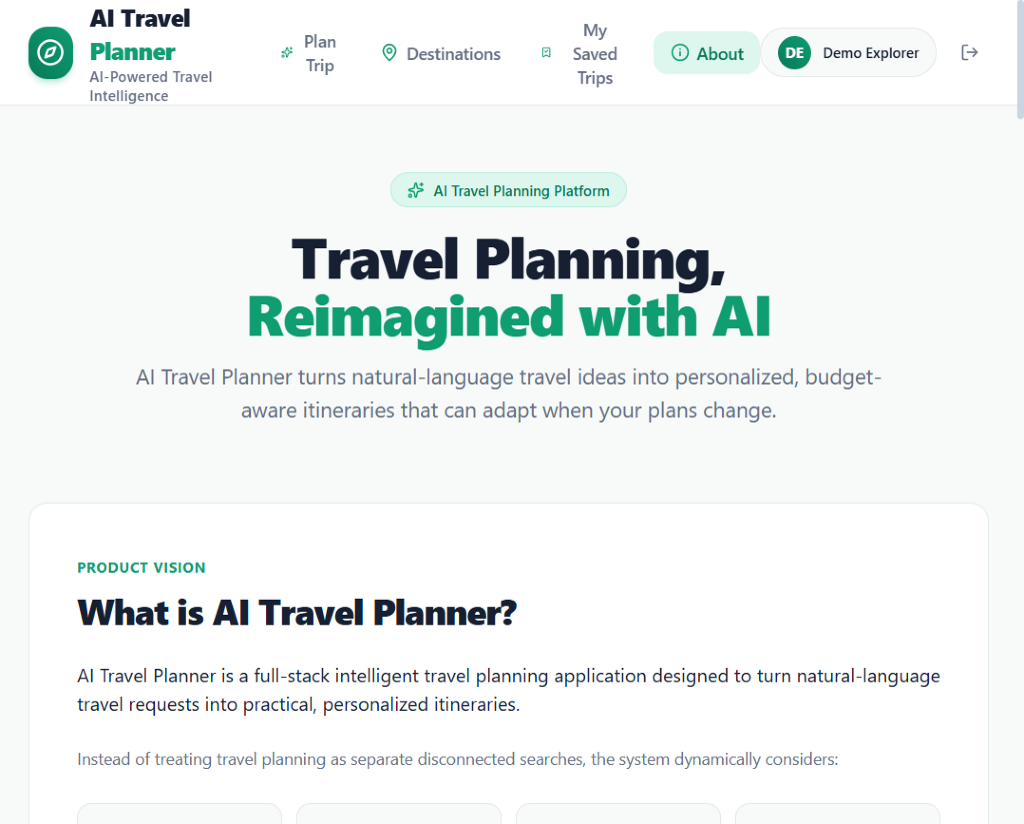 AI Travel
Planner
AI-Powered Travel
Intelligence
Plan
Trip
Destinations
My
Saved
Trips
About
DE
Demo Explorer
AI Travel Planning Platform
Travel Planning,
Reimagined with AI
AI Travel Planner turns natural-language travel ideas into personalized, budget-
aware itineraries that can adapt when your plans change.
PRODUCT VISION
What is AI Travel Planner?
AI Travel Planner is a full-stack intelligent travel planning application designed to turn natural-language
travel requests into practical, personalized itineraries.
Instead of treating travel planning as separate disconnected searches, the system dynamically considers: